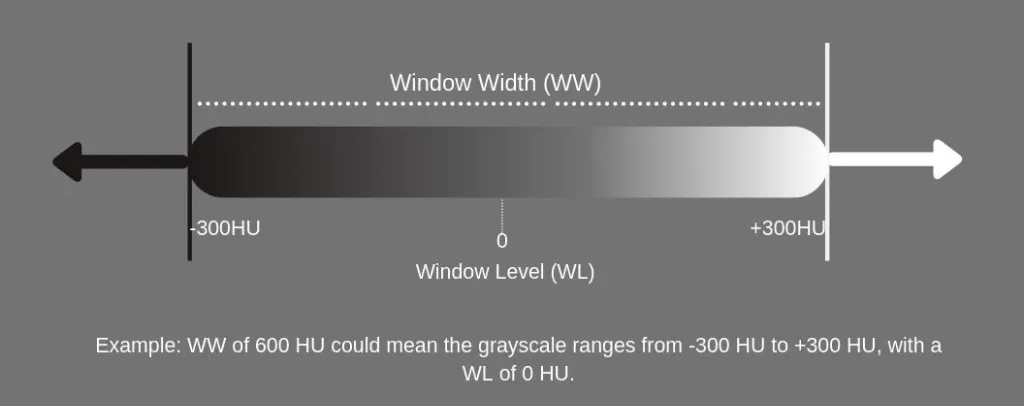 Window Width (WW)
-300HU
+300HU
0
Window Level (WL)
Example: WW of 600 HU could mean the grayscale ranges from -300 HU to +300 HU, with a
WL of 0 HU.